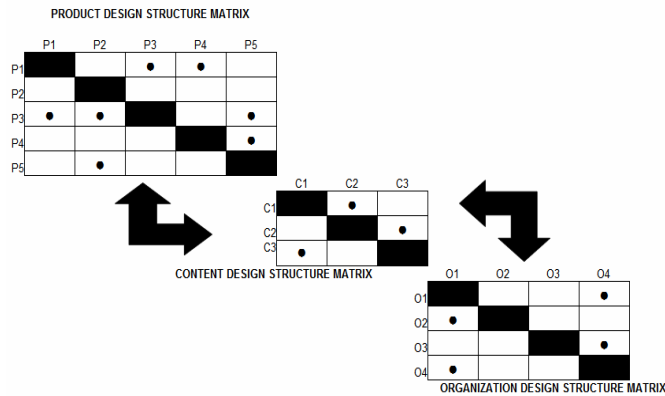 PRODUCT DESIGN STRUCTURE MATRIX
P1 P2 P3 P4 P5
P1
P2
P3
P4
P5
C1 C2 C3
C1
C2
C3
CONTENT DESIGN STRUCTURE MATRIX
O1 O2 O3 O4
O1
O2
O3
O4
ORGANIZATION DESIGN STRUCTURE MATRIX